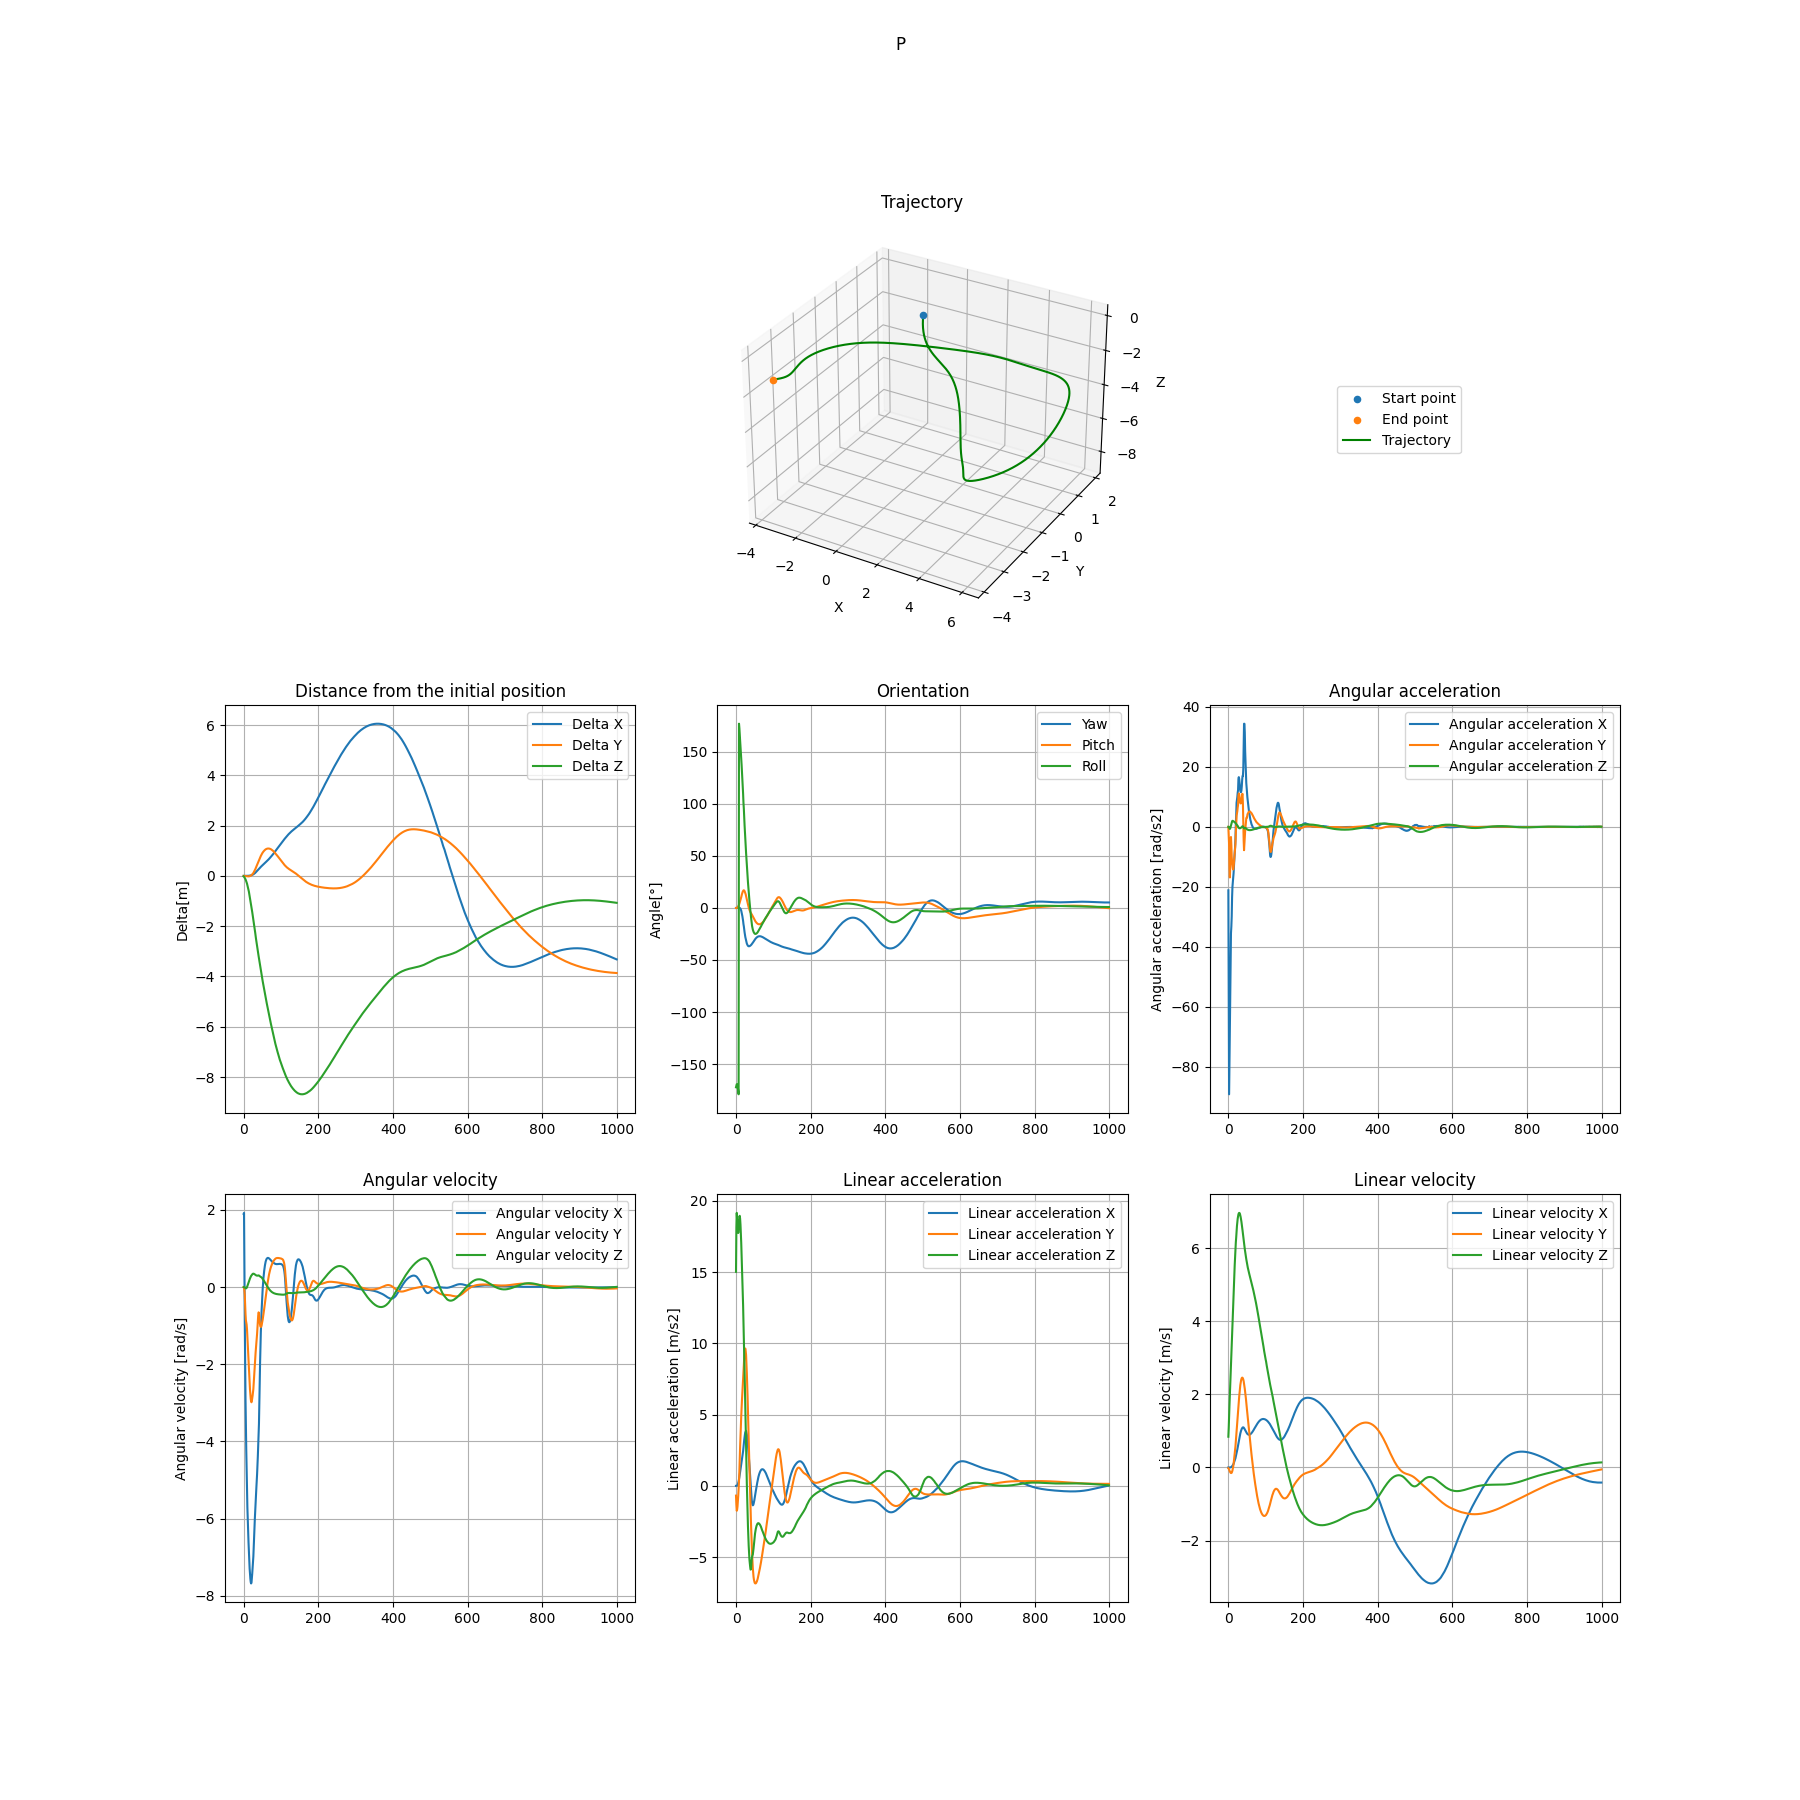 P
Trajectory
0
−2
−4
−6
−8
Z
2
1
0
−1
−2
−3
−4
Y
−4
−2
0
2
4
6
X
Start point
End point
Trajectory
Distance from the initial position
Delta X
Delta Y
Delta Z
6
4
2
0
−2
−4
−6
−8
Delta[m]
0 200 400 600 800 1000
Orientation
Yaw
Pitch
Roll
150
100
50
0
−50
−100
−150
Angle[°]
0 200 400 600 800 1000
Angular acceleration
Angular acceleration X
Angular acceleration Y
Angular acceleration Z
40
20
0
−20
−40
−60
−80
Angular acceleration [rad/s2]
0 200 400 600 800 1000
Angular velocity
Angular velocity X
Angular velocity Y
Angular velocity Z
2
0
−2
−4
−6
−8
Angular velocity [rad/s]
0 200 400 600 800 1000
Linear acceleration
Linear acceleration X
Linear acceleration Y
Linear acceleration Z
20
15
10
5
0
−5
Linear acceleration [m/s2]
0 200 400 600 800 1000
Linear velocity
Linear velocity X
Linear velocity Y
Linear velocity Z
6
4
2
0
−2
Linear velocity [m/s]
0 200 400 600 800 1000